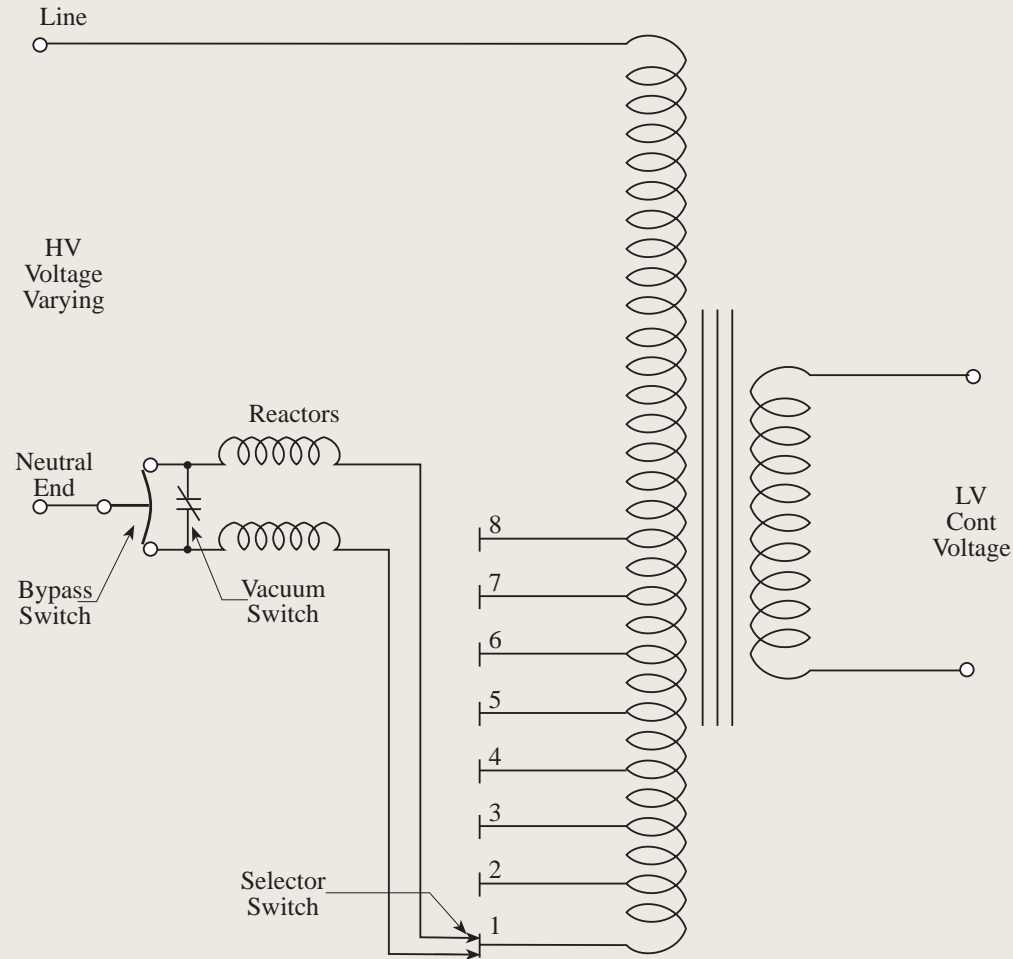 Line
HV
Voltage
Varying
Reactors
Neutral
End
Bypass
Switch
Vacuum
Switch
8
7
6
5
4
3
2
1
Selector
Switch
LV
Cont
Voltage